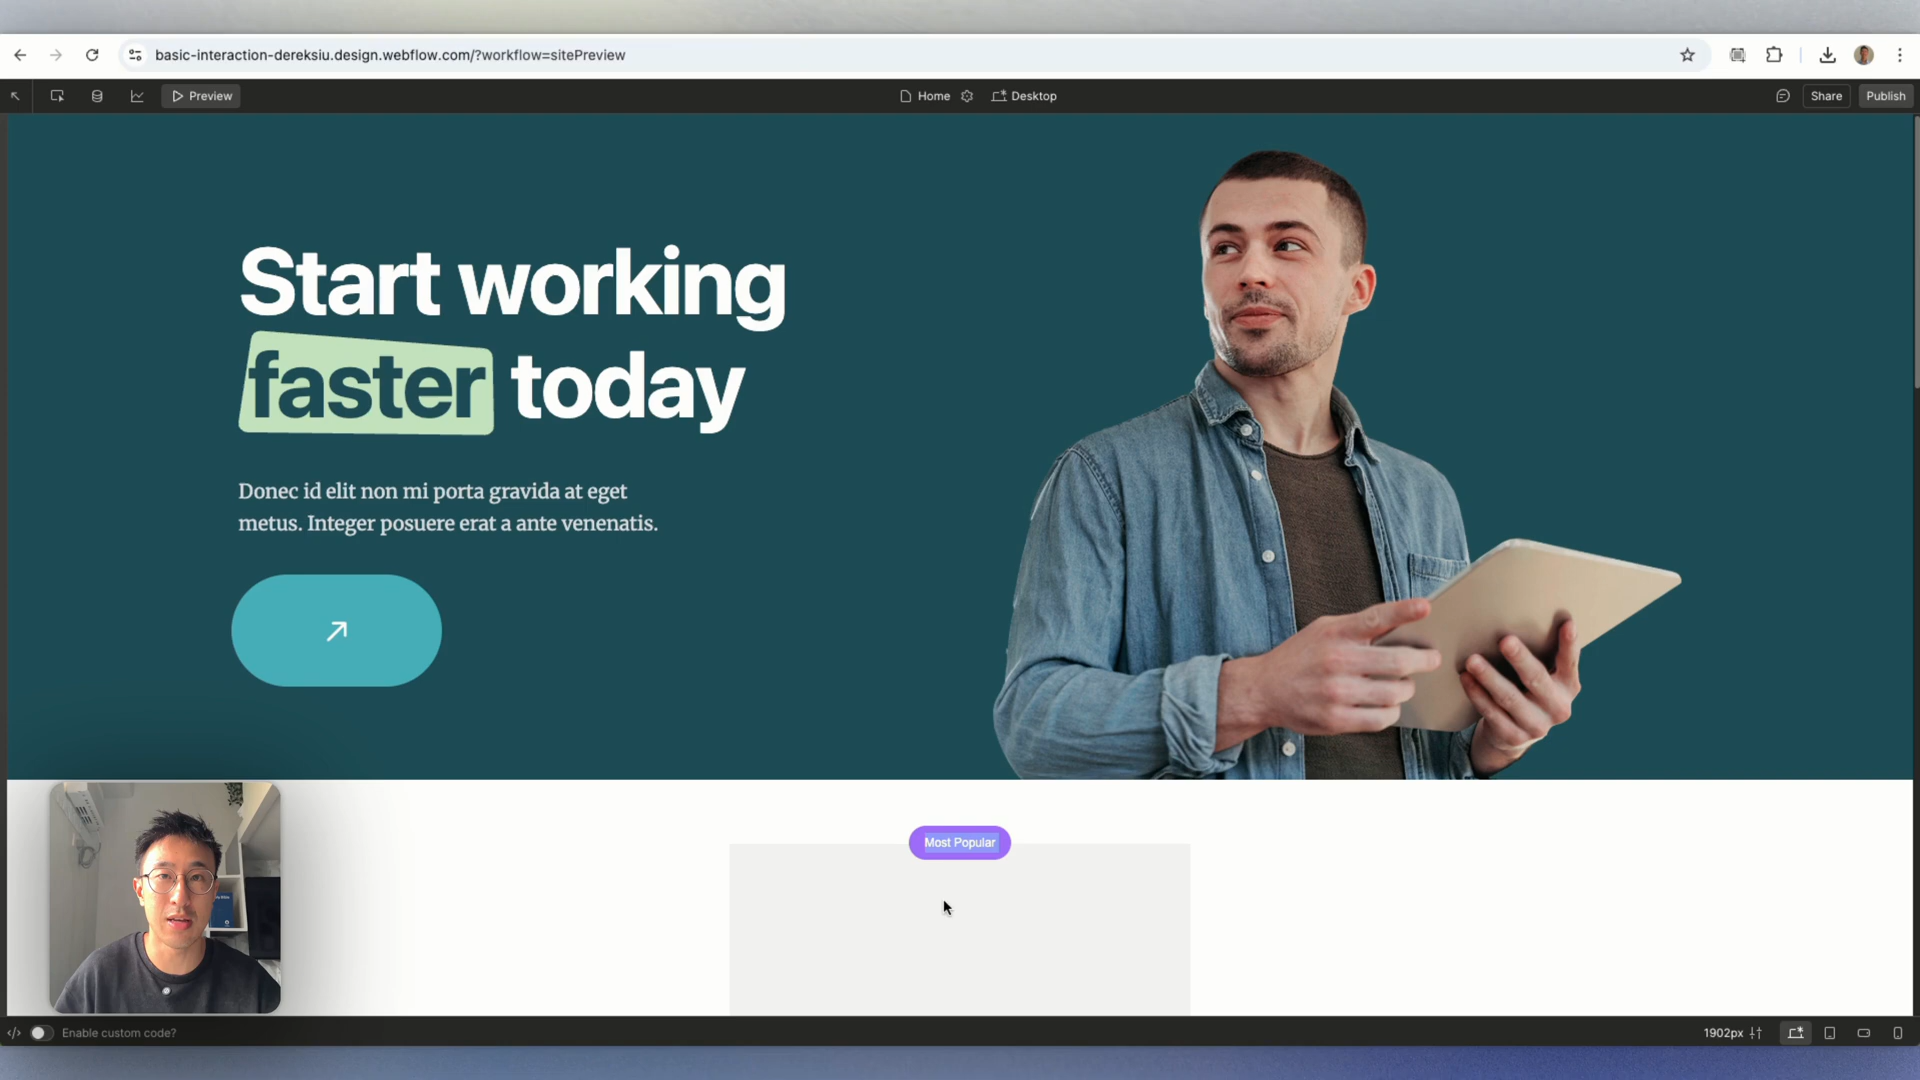 basic-interaction-dereksiu.design.webflow.com/?workflow=sitePreview
Preview
Home
Desktop
Share
Publish
Start working
faster today
Donec id elit non mi porta gravida at eget
metus. Integer posuere erat a ante venenatis.
Most Popular
Enable custom code?
1902px